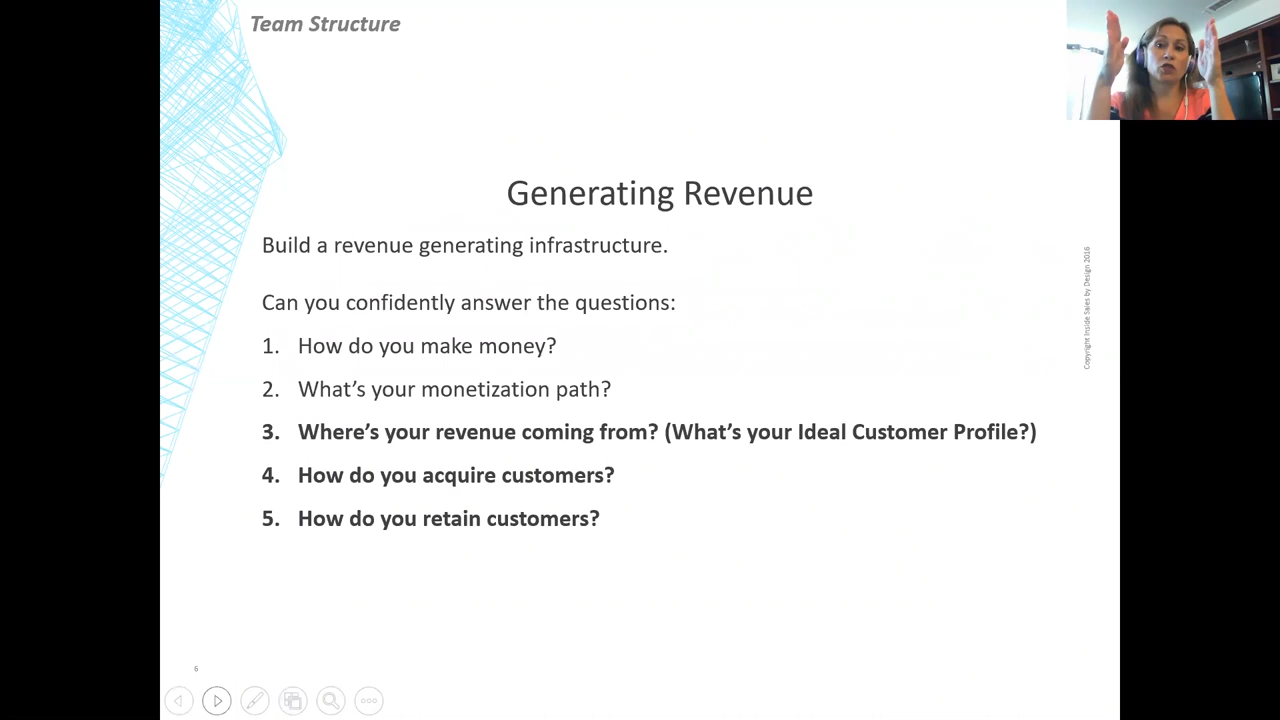 Team Structure
Generating Revenue
Build a revenue generating infrastructure.
Can you confidently answer the questions:
1. How do you make money?
2. What's your monetization path?
3. Where's your revenue coming from? (What's your Ideal Customer Profile?)
4. How do you acquire customers?
5. How do you retain customers?
Copyright Inside Sales by Design 2016
6